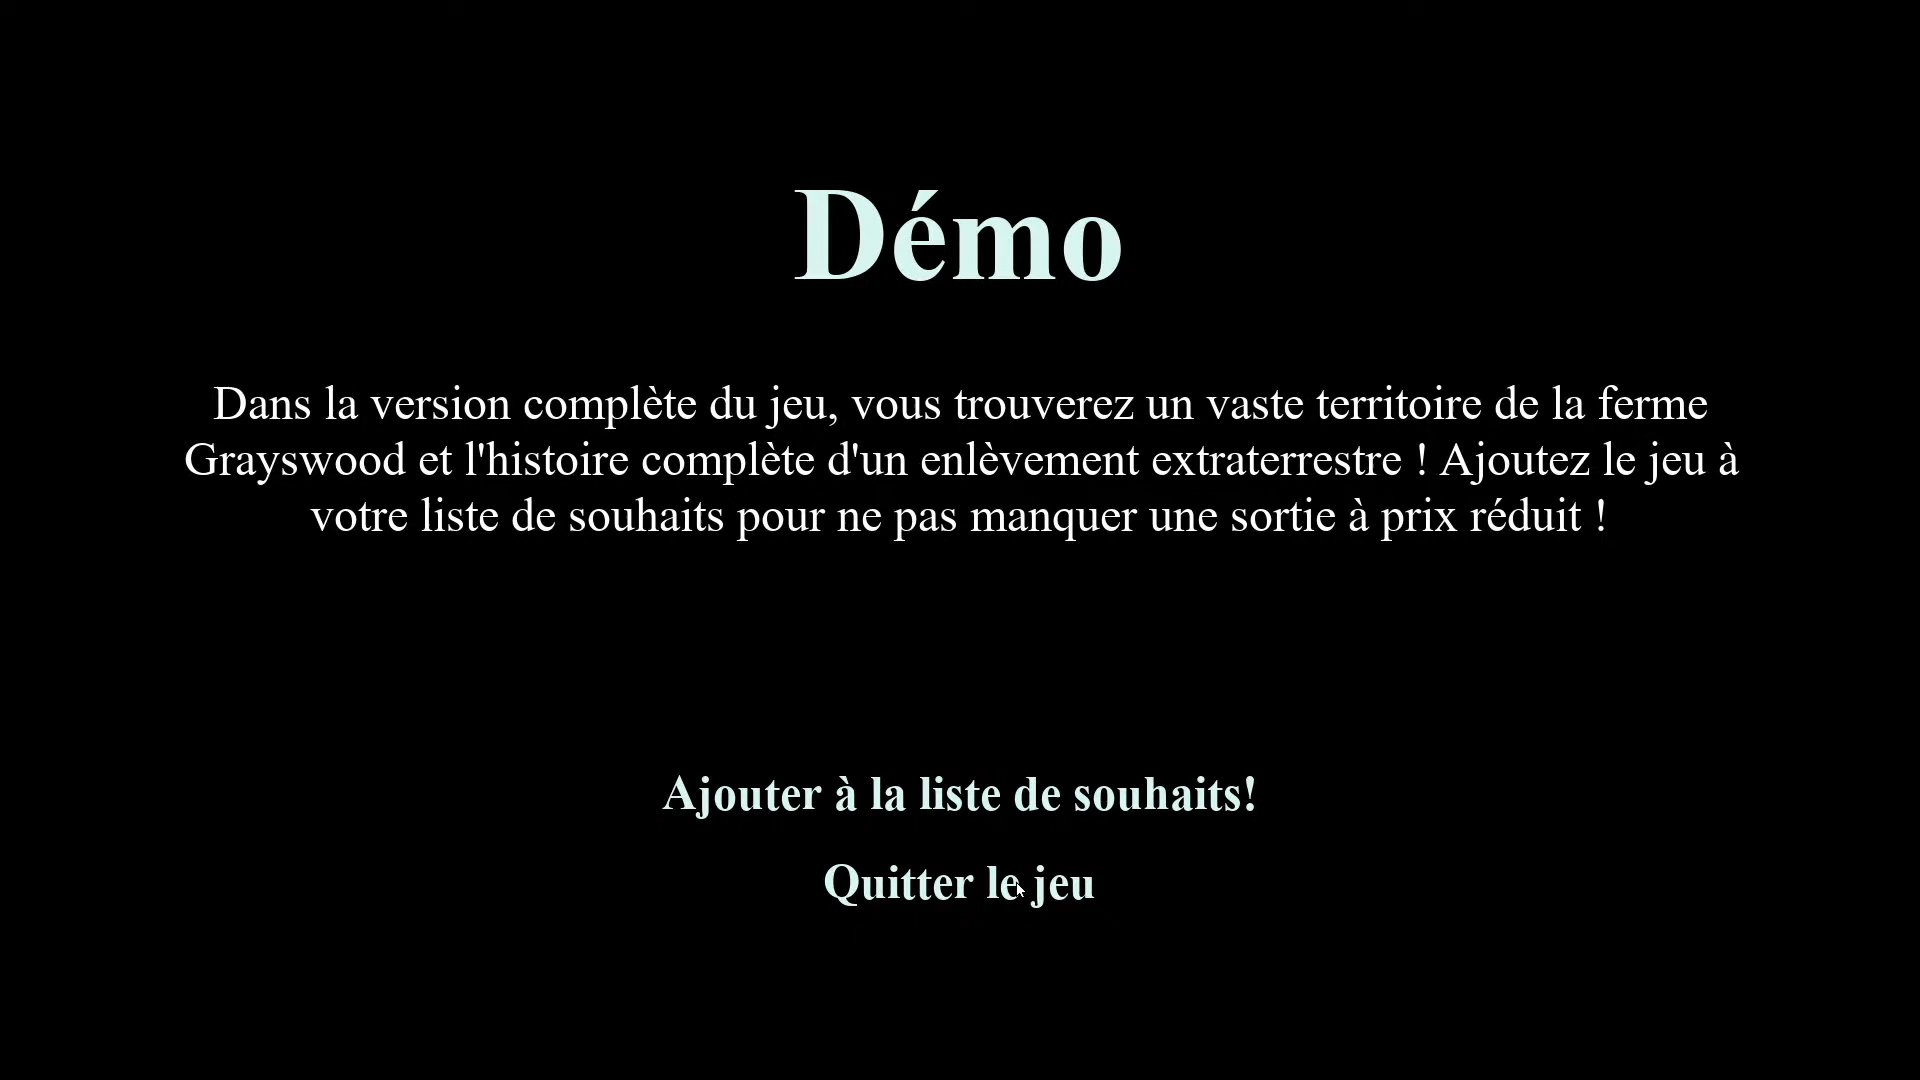 Démo
Dans la version complète du jeu, vous trouverez un vaste territoire de la ferme
Grayswood et l'histoire complète d'un enlèvement extraterrestre ! Ajoutez le jeu à
votre liste de souhaits pour ne pas manquer une sortie à prix réduit !
Ajouter à la liste de souhaits!
Quitter le jeu